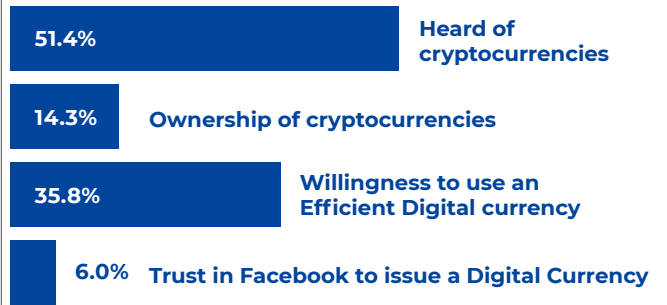 51.4%
Heard of
cryptocurrencies
14.3%
Ownership of cryptocurrencies
35.8%
Willingness to use an
Efficient Digital currency
6.0%
Trust in Facebook to issue a Digital Currency